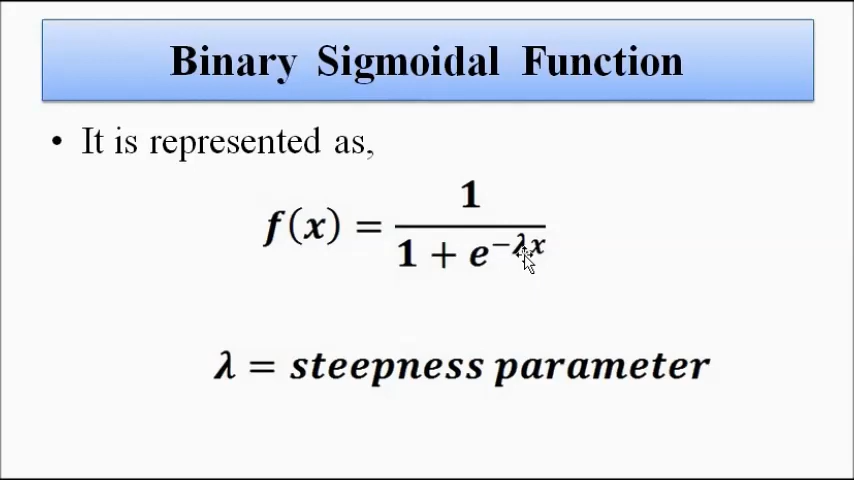 Binary Sigmoidal Function
• It is represented as,
f(x) = 1 / (1 + e^{-λx})
λ = steepness parameter